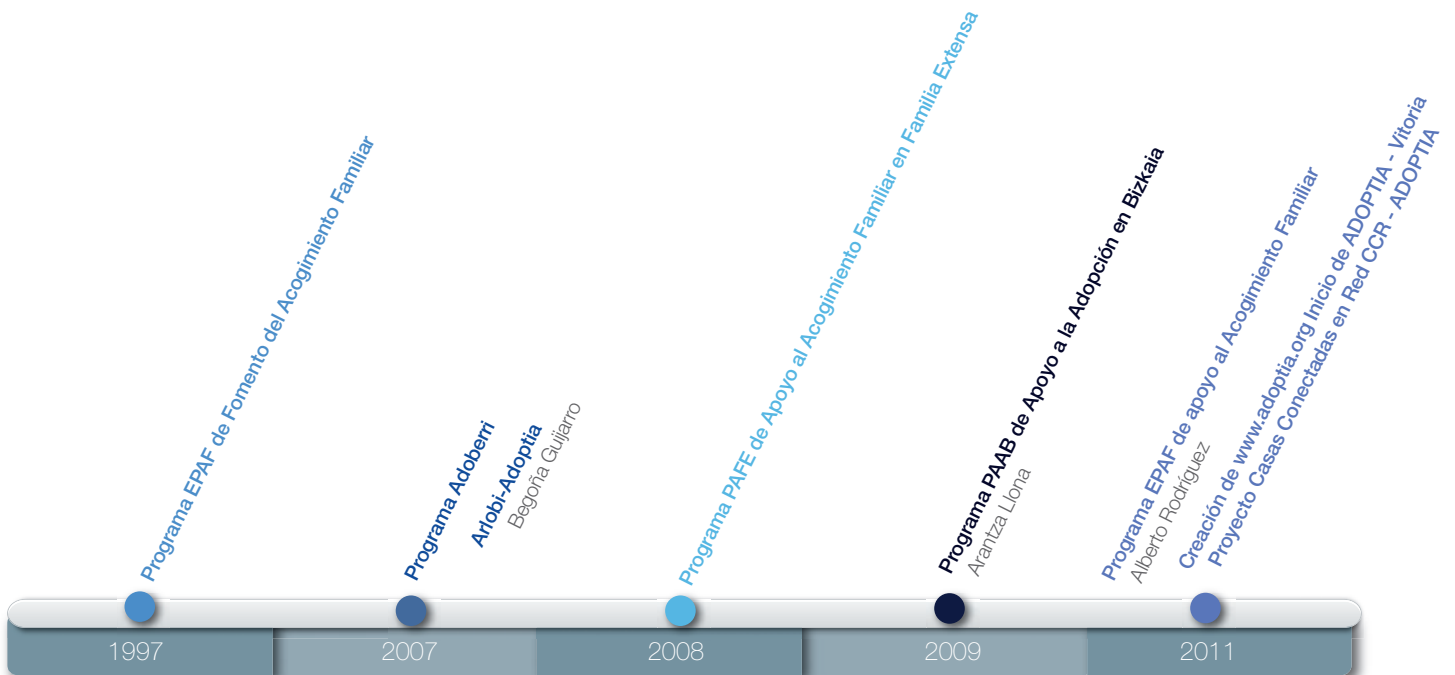 Programa EPAF de Fomento del Acogimiento Familiar
Programa Adoberri
Arlobi-Adoptia
Begoña Guijarro
Programa PAFE de Apoyo al Acogimiento Familiar en Familia Extensa
Programa PAAB de Apoyo a la Adopción en Bizkaia
Arantza Llona
Programa EPAF de apoyo al Acogimiento Familiar
Alberto Rodríguez
Creación de www.adoptia.org Inicio de ADOPTIA - Vitoria
Proyecto Casas Conectadas en Red CCR - ADOPTIA
1997
2007
2008
2009
2011